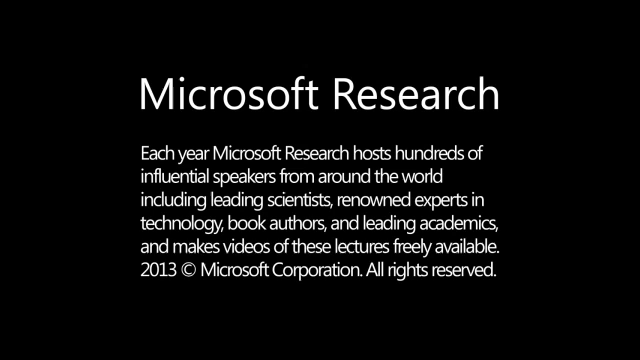 Microsoft Research
Each year Microsoft Research hosts hundreds of
influential speakers from around the world
including leading scientists, renowned experts in
technology, book authors, and leading academics,
and makes videos of these lectures freely available.
2013 © Microsoft Corporation. All rights reserved.